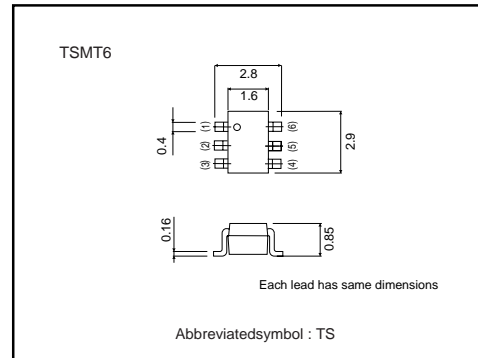 TSMT6
2.8
1.6
(1) (6)
0.4 (2) (5) 2.9
(3) (4)
0.16 0.85
Each lead has same dimensions
Abbreviatedsymbol : TS